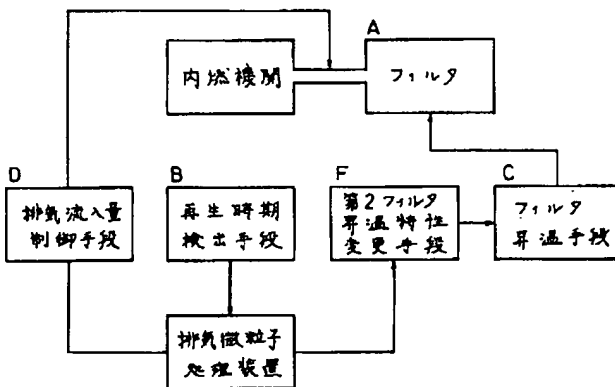 A
内燃機関
フィルタ
D
排気流入量
制御手段
B
再生時期
検出手段
F
第2フィルタ
昇温特性
変更手段
C
フィルタ
昇温手段
排気微粒子
処理装置